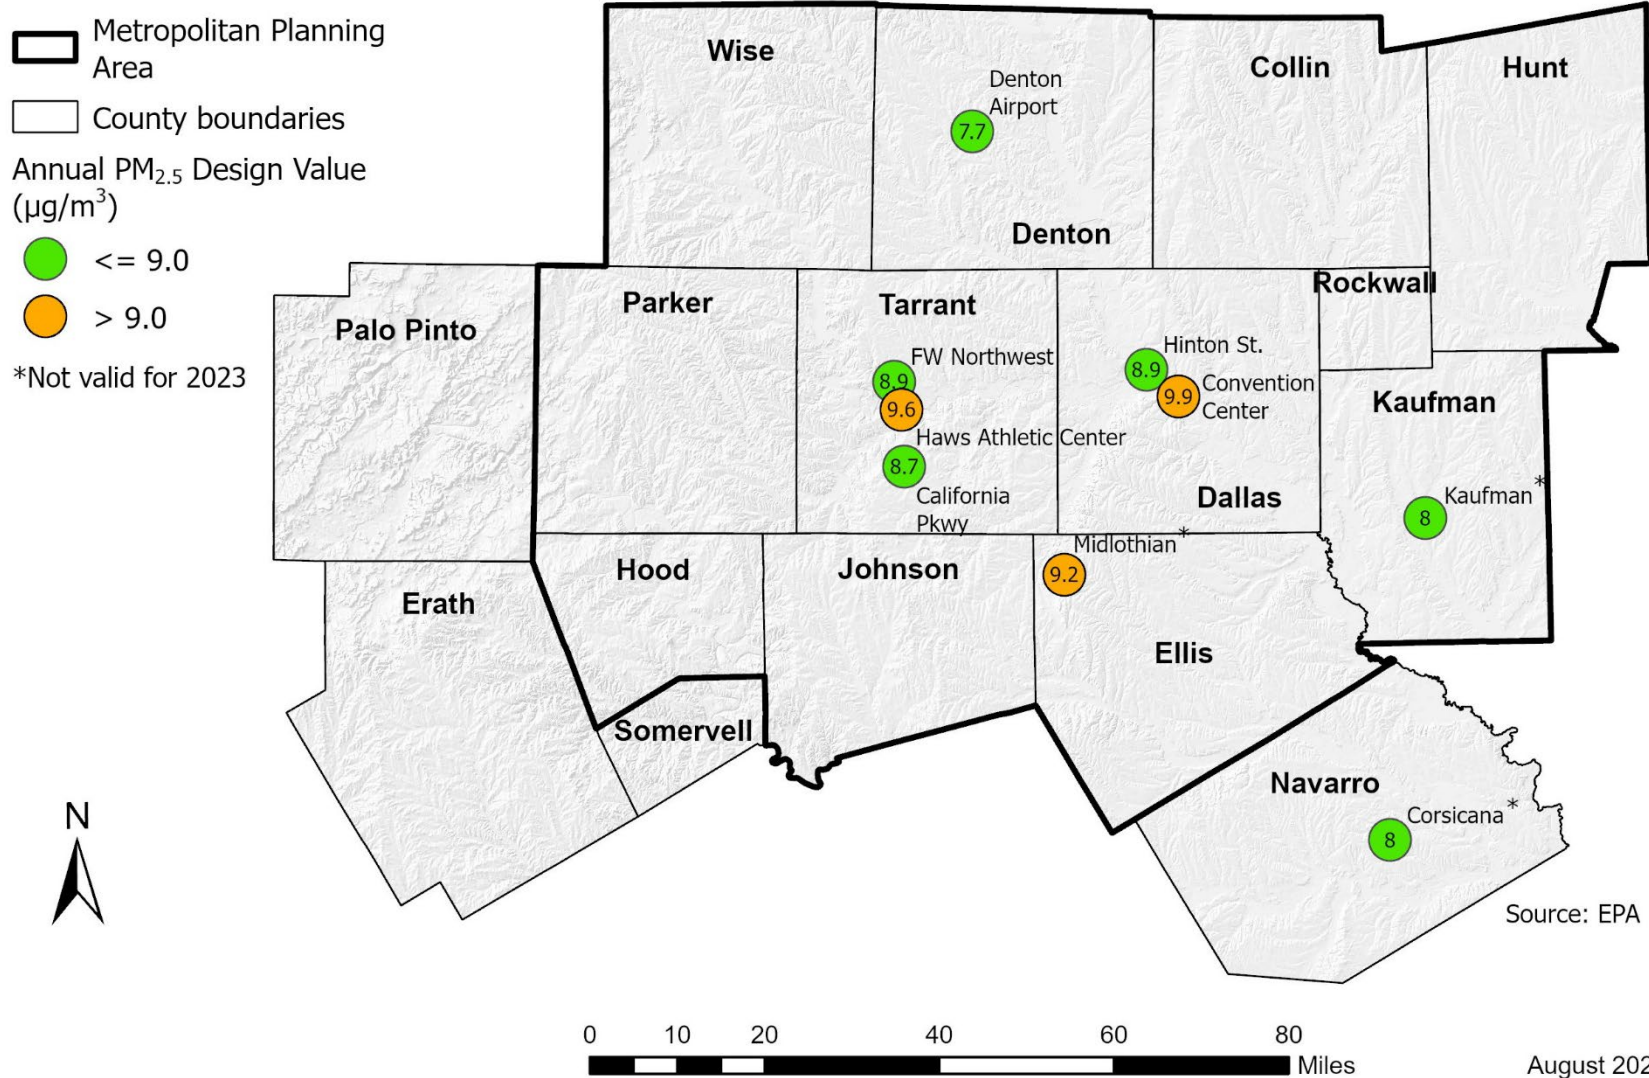 Metropolitan Planning
Area
County boundaries
Annual PM2.5 Design Value
(µg/m³)
<= 9.0
> 9.0
*Not valid for 2023
Wise
Denton
Airport
7.7
Denton
Collin
Hunt
Rockwall
Palo Pinto
Parker
Tarrant
FW Northwest
8.9
9.6
Haws Athletic Center
8.7
California
Pkwy
Hinton St.
8.9
Convention
9.9
Center
Dallas
Kaufman
Kaufman*
8
Midlothian*
9.2
Hood
Johnson
Erath
Ellis
Somervell
Navarro
Corsicana*
8
N
Source: EPA
0 10 20 40 60 80
Miles
August 202